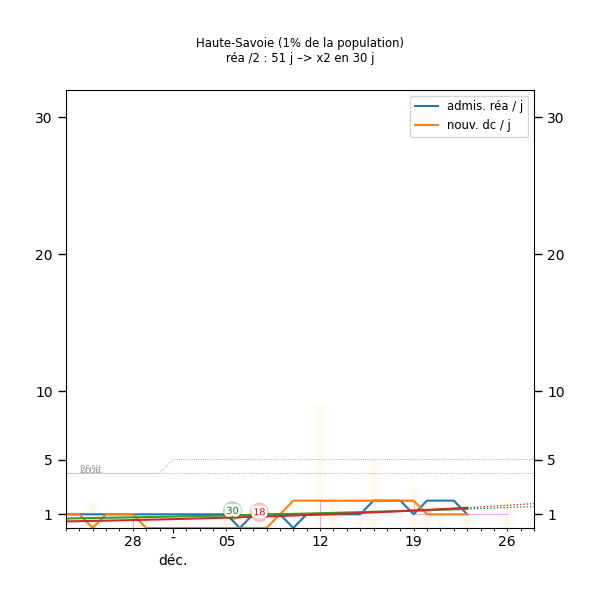 Haute-Savoie (1% de la population)
réa /2 : 51 j –> x2 en 30 j
admis. réa / j
nouv. dc / j
30 30
20 20
10 10
5 5
25%
30 18
1 1
28 - 05 12 19 26
déc.